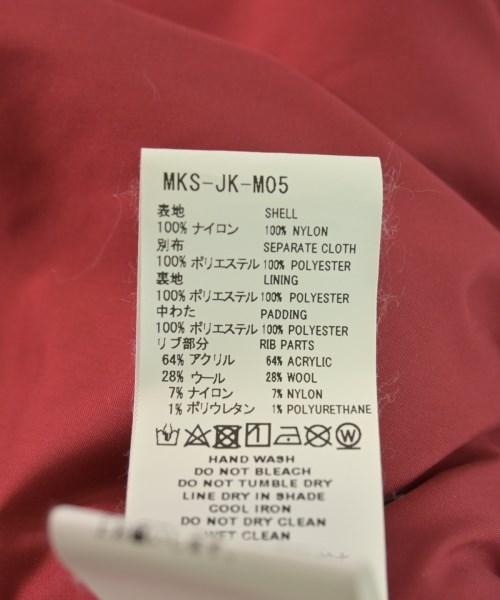 MKS-JK-M05
表地 SHELL
100% ナイロン 100% NYLON
別布 SEPARATE CLOTH
100% ポリエステル 100% POLYESTER
裏地 LINING
100% ポリエステル 100% POLYESTER
中わた PADDING
100% ポリエステル 100% POLYESTER
リブ部分 RIB PARTS
64% アクリル 64% ACRYLIC
28% ウール 28% WOOL
7% ナイロン 7% NYLON
1% ポリウレタン 1% POLYURETHANE
W
HAND WASH
DO NOT BLEACH
DO NOT TUMBLE DRY
LINE DRY IN SHADE
COOL IRON
DO NOT DRY CLEAN
WET CLEAN